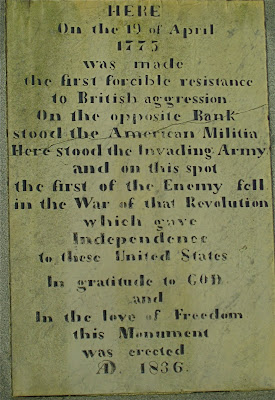 HERE
On the 19 of April
1775
was made
the first forcible resistance
to British aggression
On the opposite Bank
stood the American Militia
Here stood the Invading Army
and on this spot
the first of the Enemy fell
in the War of that Revolution
which gave
Independence
to these United States
In gratitude to GOD
and
In the love of Freedom
this Monument
was erected
AD. 1836.